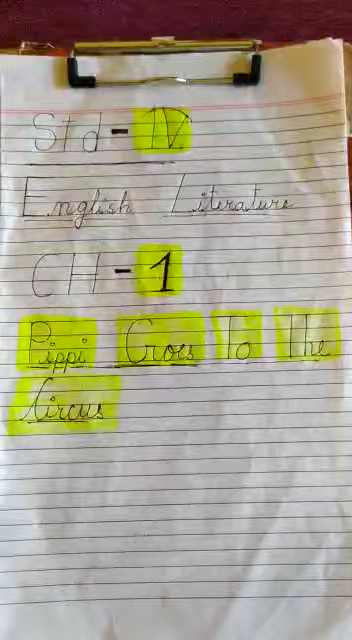 Std - IV
English Literature
CH - 1
Pippi Goes To The
Circus